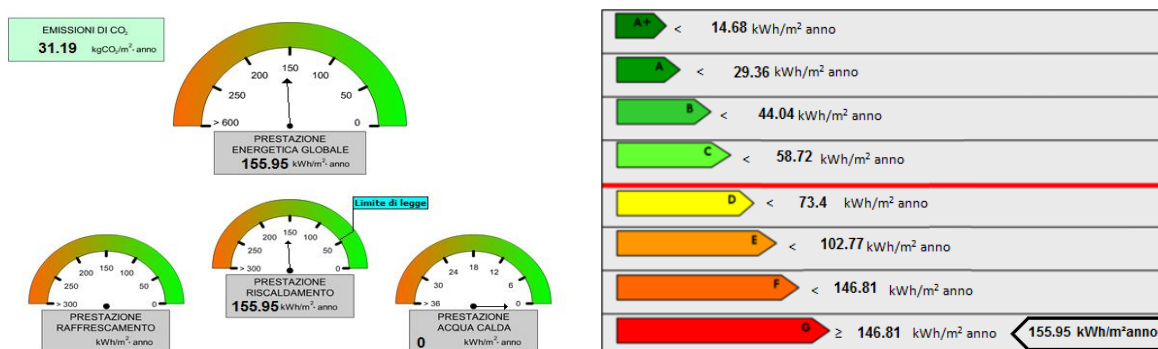 EMISSIONI DI CO₂
31.19 kgCO₂/m²· anno
200 150 100
250 50
> 600 0
PRESTAZIONE
ENERGETICA GLOBALE
155.95 kWh/m²· anno
Limite di legge
200 150 100
250 50
> 300 0
PRESTAZIONE
RISCALDAMENTO
155.95 kWh/m²· anno
200 150 100
250 50
> 300 0
PRESTAZIONE
RAFFRESCAMENTO
kWh/m²· anno
24 18 12
30 6
> 36 0
PRESTAZIONE
ACQUA CALDA
0 kWh/m²· anno
A+ < 14.68 kWh/m² anno
A < 29.36 kWh/m² anno
B < 44.04 kWh/m² anno
C < 58.72 kWh/m² anno
D < 73.4 kWh/m² anno
E < 102.77 kWh/m² anno
F < 146.81 kWh/m² anno
G ≥ 146.81 kWh/m² anno 155.95 kWh/m²anno